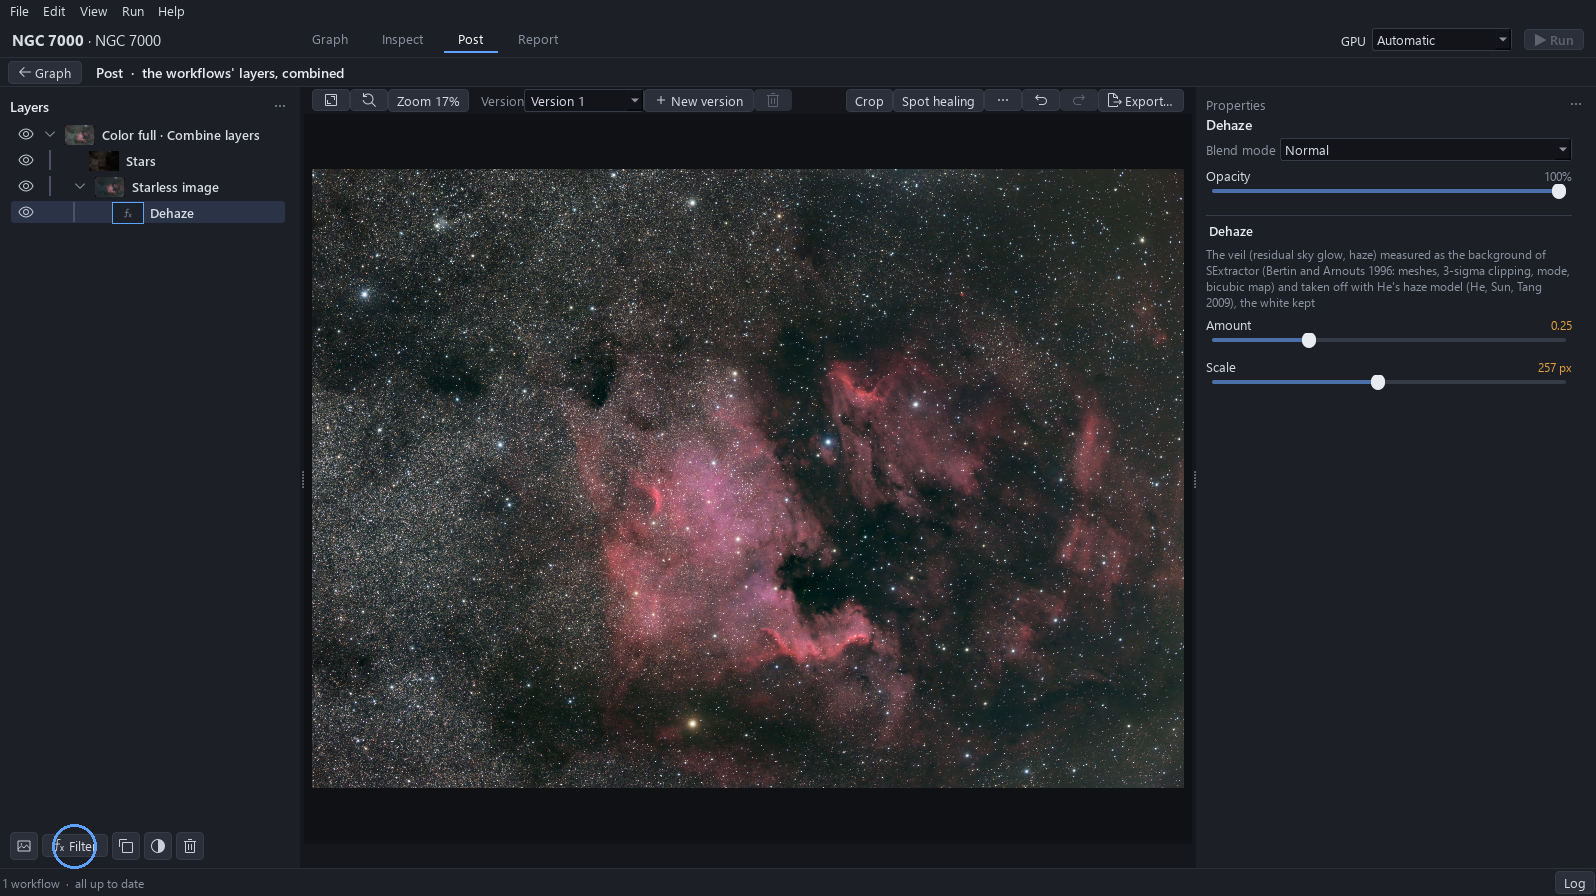 File Edit View Run Help
NGC 7000 · NGC 7000
Graph Inspect Post Report
GPU Automatic Run
Graph Post · the workflows' layers, combined
Layers
Color full · Combine layers
Stars
Starless image
fx Dehaze
Zoom 17% Version Version 1 + New version
Crop Spot healing ... Export...
Properties
Dehaze
Blend mode Normal
Opacity 100%
Dehaze
The veil (residual sky glow, haze) measured as the background of
SExtractor (Bertin and Arnouts 1996: meshes, 3-sigma clipping, mode,
bicubic map) and taken off with He's haze model (He, Sun, Tang
2009), the white kept
Amount 0.25
Scale 257 px
fx Filter
1 workflow · all up to date
Log